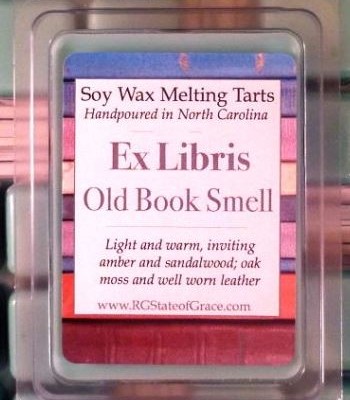 Soy Wax Melting Tarts
Handpoured in North Carolina
Ex Libris
Old Book Smell
Light and warm, inviting
amber and sandalwood; oak
moss and well worn leather
www.RGStateofGrace.com